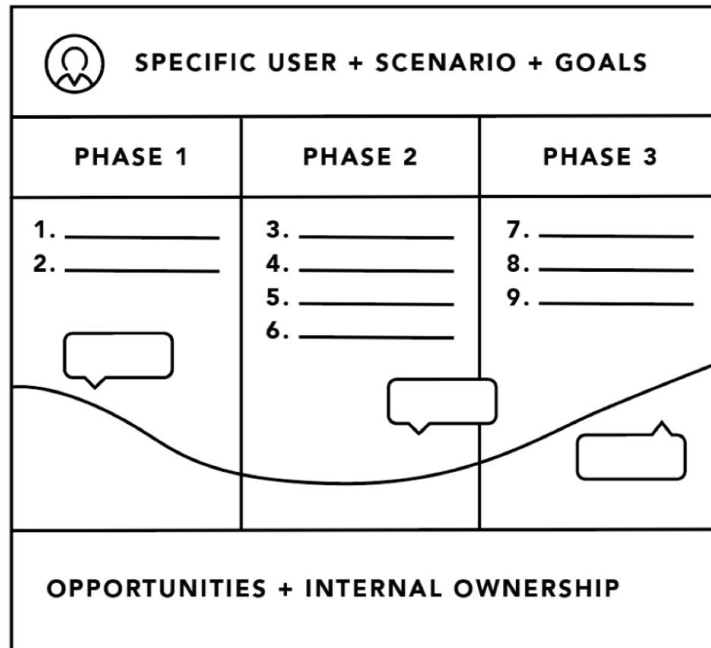 SPECIFIC USER + SCENARIO + GOALS
PHASE 1
PHASE 2
PHASE 3
1.
2.
3.
4.
5.
6.
7.
8.
9.
OPPORTUNITIES + INTERNAL OWNERSHIP